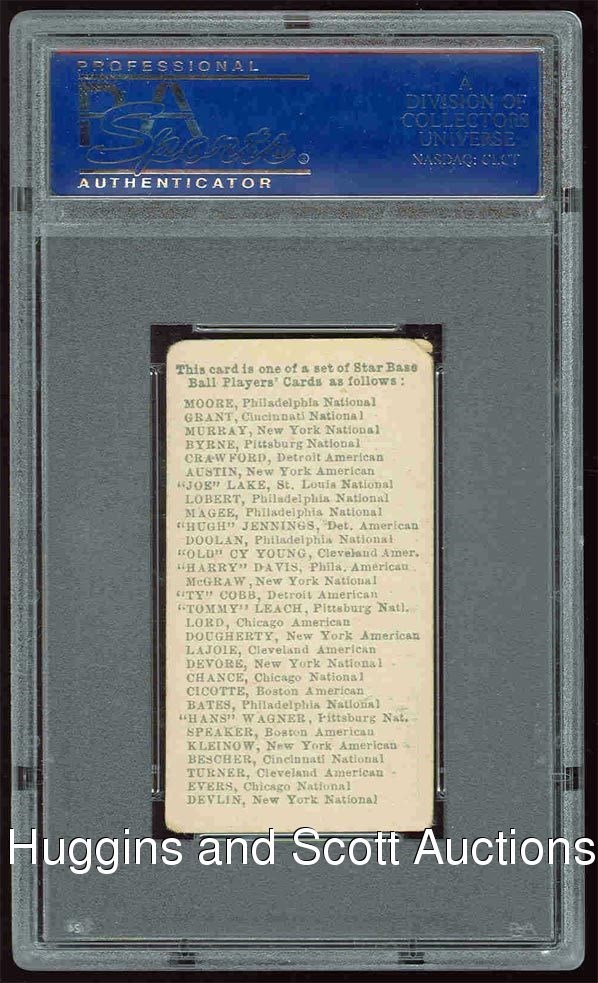 PROFESSIONAL
PSA
Sports ®
AUTHENTICATOR
A
DIVISION OF
COLLECTORS
UNIVERSE
NASDAQ: CLCT
This card is one of a set of Star Base
Ball Players' Cards as follows:
MOORE, Philadelphia National
GRANT, Cincinnati National
MURRAY, New York National
BYRNE, Pittsburg National
CRAWFORD, Detroit American
AUSTIN, New York American
"JOE" LAKE, St. Louis National
LOBERT, Philadelphia National
MAGEE, Philadelphia National
"HUGH" JENNINGS, Det. American
DOOLAN, Philadelphia National
"OLD" CY YOUNG, Cleveland Amer.
"HARRY" DAVIS, Phila. American
McGRAW, New York National
"TY" COBB, Detroit American
"TOMMY" LEACH, Pittsburg Natl.
LORD, Chicago American
DOUGHERTY, New York American
LAJOIE, Cleveland American
DEVORE, New York National
CHANCE, Chicago National
CICOTTE, Boston American
BATES, Philadelphia National
"HANS" WAGNER, Pittsburg Nat.
SPEAKER, Boston American
KLEINOW, New York American
BESCHER, Cincinnati National
TURNER, Cleveland American
EVERS, Chicago National
DEVLIN, New York National
Huggins and Scott Auctions